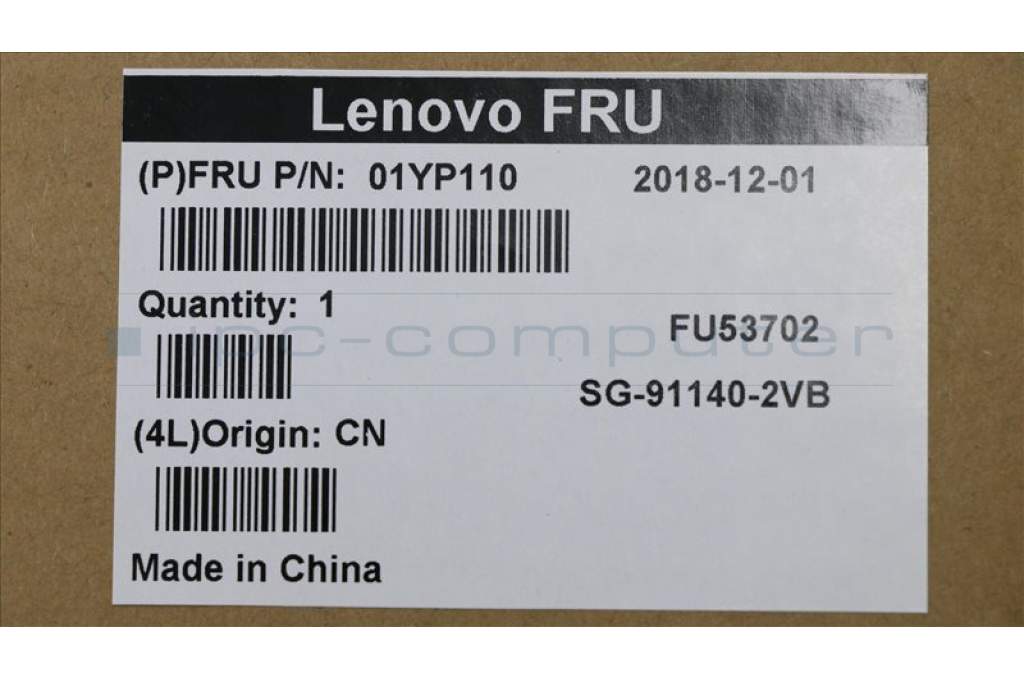 Lenovo FRU
(P)FRU P/N: 01YP110 2018-12-01
Quantity: 1
FU53702
ipc-computer
SG-91140-2VB
(4L)Origin: CN
Made in China